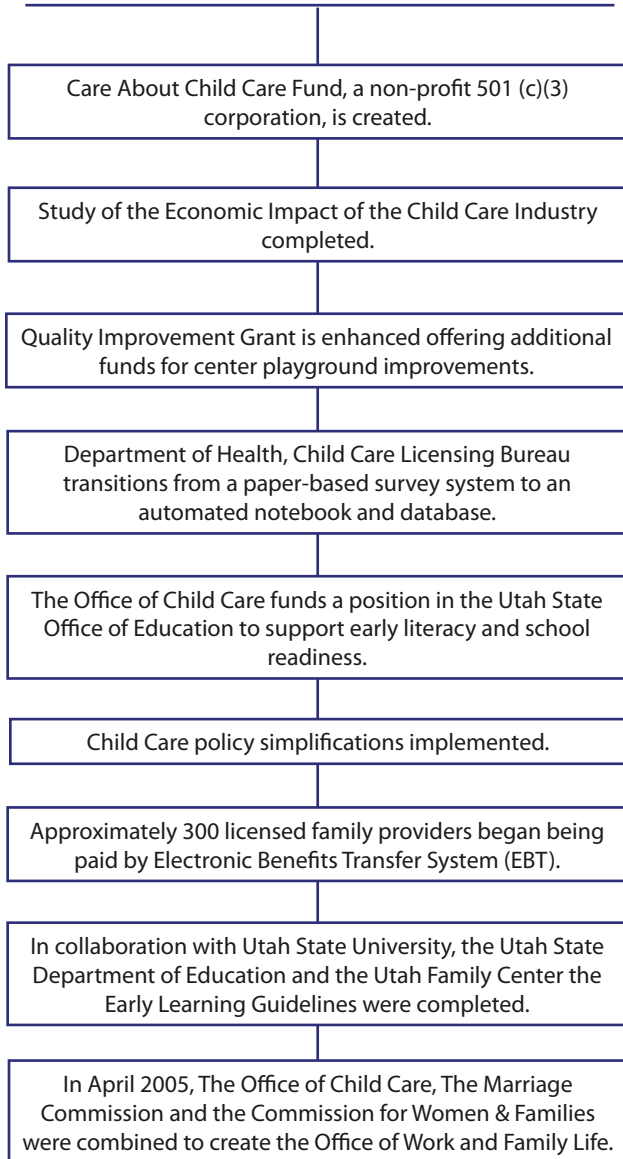 Care About Child Care Fund, a non-profit 501 (c)(3)
corporation, is created.
Study of the Economic Impact of the Child Care Industry
completed.
Quality Improvement Grant is enhanced offering additional
funds for center playground improvements.
Department of Health, Child Care Licensing Bureau
transitions from a paper-based survey system to an
automated notebook and database.
The Office of Child Care funds a position in the Utah State
Office of Education to support early literacy and school
readiness.
Child Care policy simplifications implemented.
Approximately 300 licensed family providers began being
paid by Electronic Benefits Transfer System (EBT).
In collaboration with Utah State University, the Utah State
Department of Education and the Utah Family Center the
Early Learning Guidelines were completed.
In April 2005, The Office of Child Care, The Marriage
Commission and the Commission for Women & Families
were combined to create the Office of Work and Family Life.